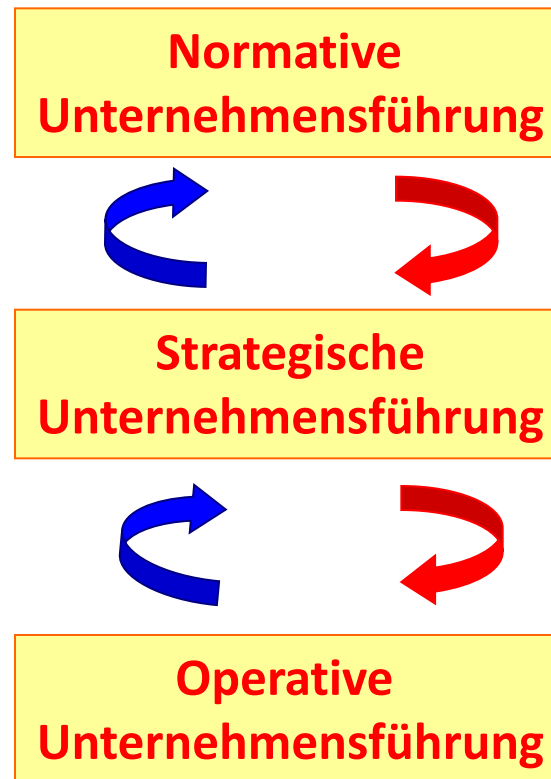 Normative
Unternehmensführung
Strategische
Unternehmensführung
Operative
Unternehmensführung